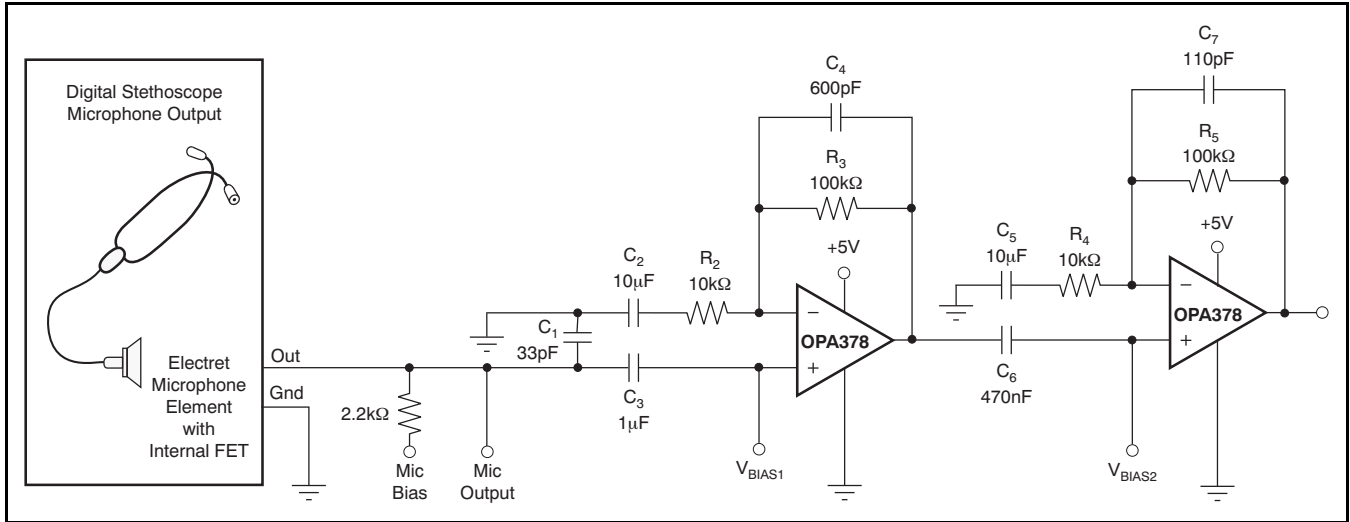 Digital Stethoscope
Microphone Output
Electret
Microphone
Element
with
Internal FET
Out
Gnd
2.2kΩ
Mic
Bias
Mic
Output
C1
33pF
C2
10μF
R2
10kΩ
C3
1μF
VBIAS1
C4
600pF
R3
100kΩ
+5V
−
OPA378
+
C5
10μF
R4
10kΩ
C6
470nF
VBIAS2
C7
110pF
R5
100kΩ
+5V
−
OPA378
+